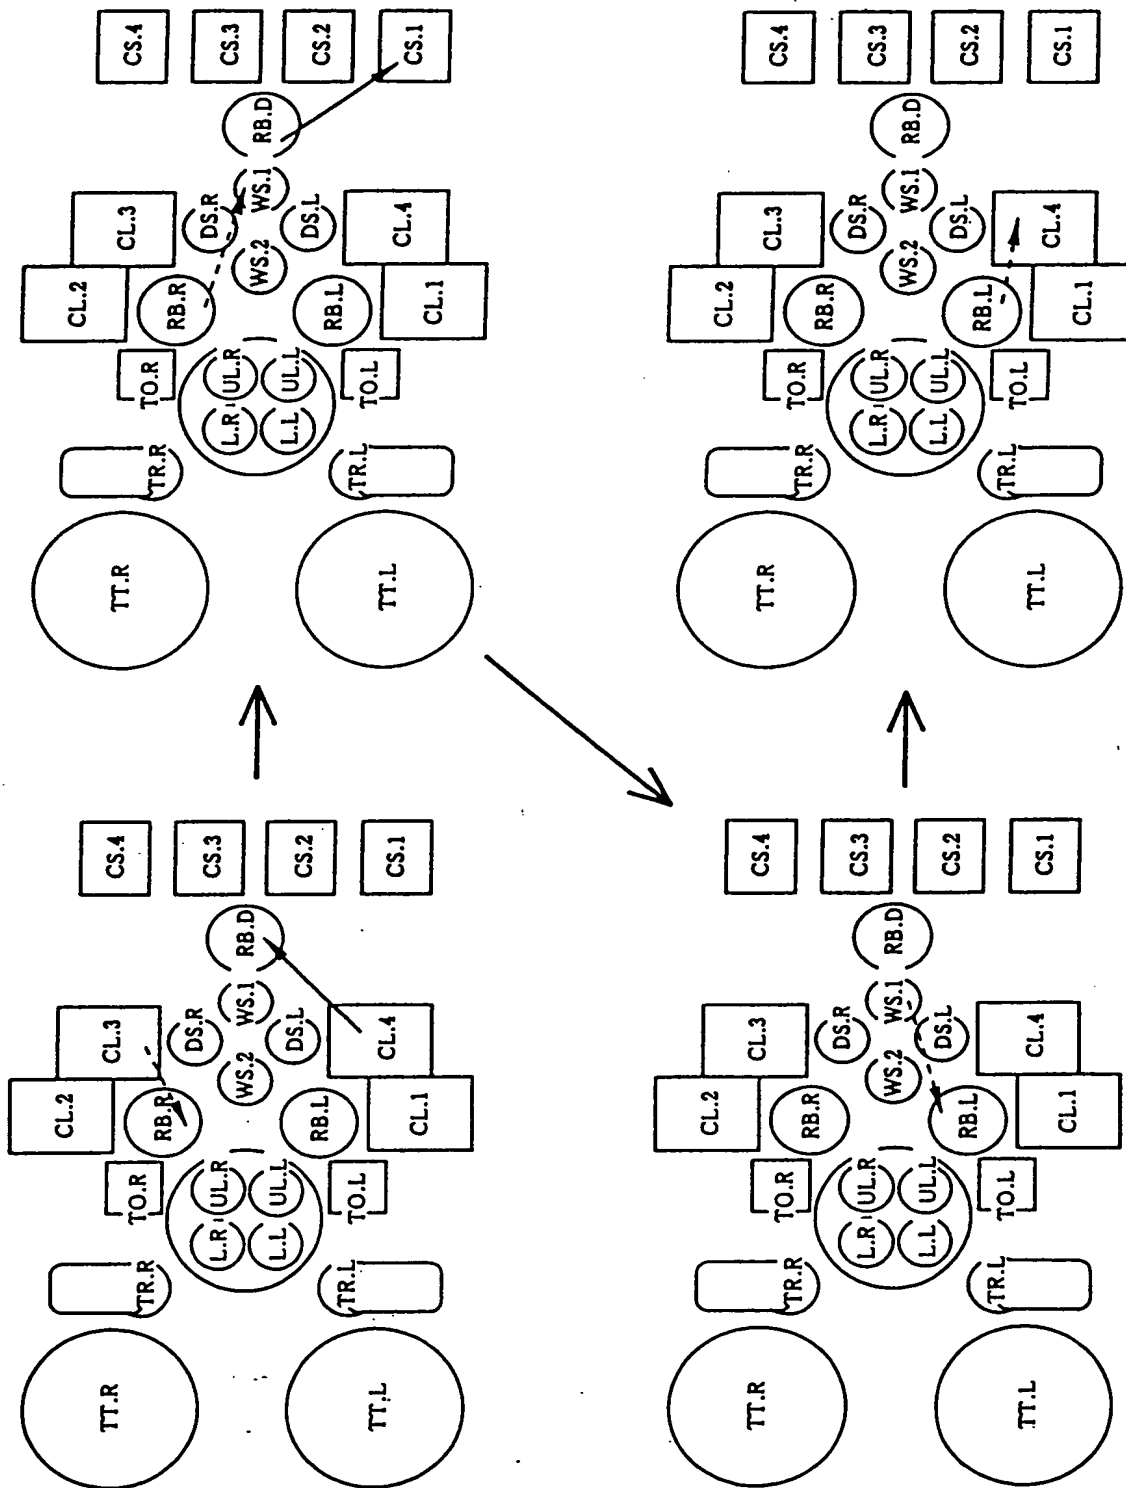 CL.2
TT.R
CL.3
CS.4
TR.R
TO.R
RB.R
DS.R
CS.3
L.R
UL.R
WS.2
WS.1
RB.D
L.L
UL.L
DS.L
CS.2
RB.L
TR.L
TO.L
TT.L
CL.4
CS.1
CL.1
CL.2
TT.R
CL.3
CS.4
TR.R
TO.R
RB.R
DS.R
CS.3
L.R
UL.R
WS.2
WS.1
RB.D
L.L
UL.L
DS.L
CS.2
RB.L
TR.L
TO.L
TT.L
CL.4
CS.1
CL.1
CL.2
TT.R
CL.3
CS.4
TR.R
TO.R
RB.R
DS.R
CS.3
L.R
UL.R
WS.2
WS.1
RB.D
L.L
UL.L
DS.L
CS.2
RB.L
TR.L
TO.L
TT.L
CL.4
CS.1
CL.1
CL.2
TT.R
CL.3
CS.4
TR.R
TO.R
RB.R
DS.R
CS.3
L.R
UL.R
WS.2
WS.1
RB.D
L.L
UL.L
DS.L
CS.2
RB.L
TR.L
TO.L
TT.L
CL.4
CS.1
CL.1